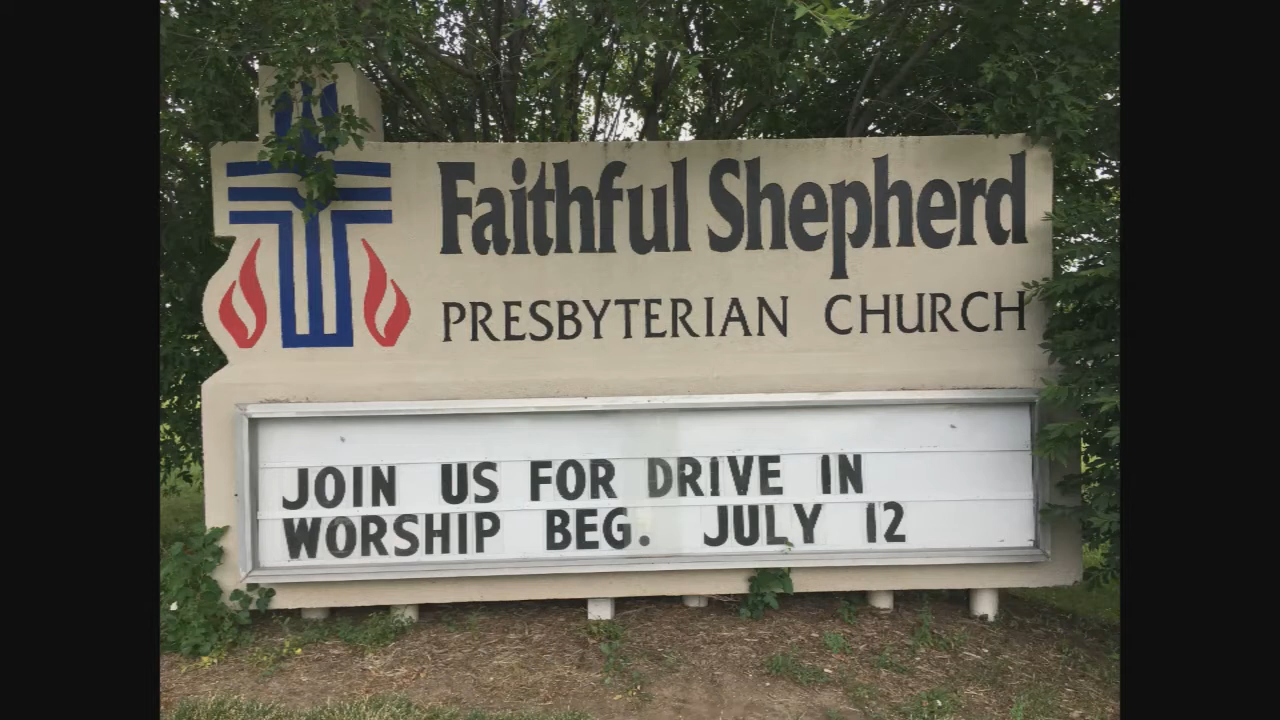 Faithful Shepherd
PRESBYTERIAN CHURCH
JOIN US FOR DRIVE IN
WORSHIP BEG. JULY 12